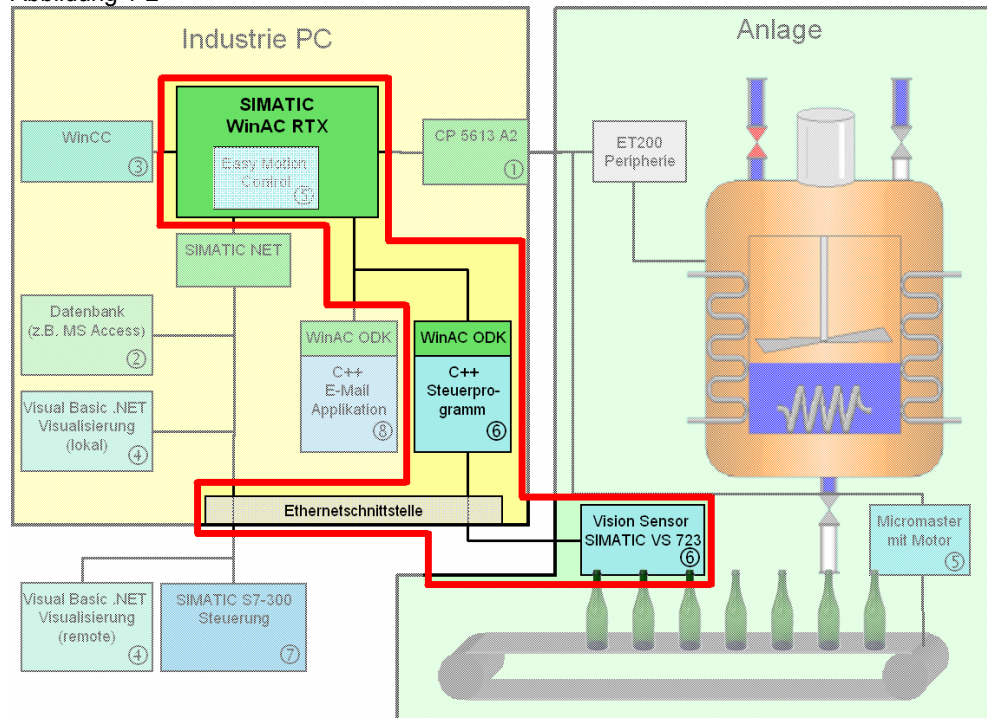 Abbildung 1-2
Industrie PC
Anlage
SIMATIC
WinAC RTX
Easy Motion
Control
⑤
WinCC
③
CP 5613 A2
①
ET200
Peripherie
SIMATIC NET
Datenbank
(z.B. MS Access)
②
WinAC ODK
C++
E-Mail
Applikation
⑧
WinAC ODK
C++
Steuerpro-
gramm
⑥
Visual Basic .NET
Visualisierung
(lokal)
④
Ethernetschnittstelle
Vision Sensor
SIMATIC VS 723
⑥
Micromaster
mit Motor
⑤
Visual Basic .NET
Visualisierung
(remote)
④
SIMATIC S7-300
Steuerung
⑦